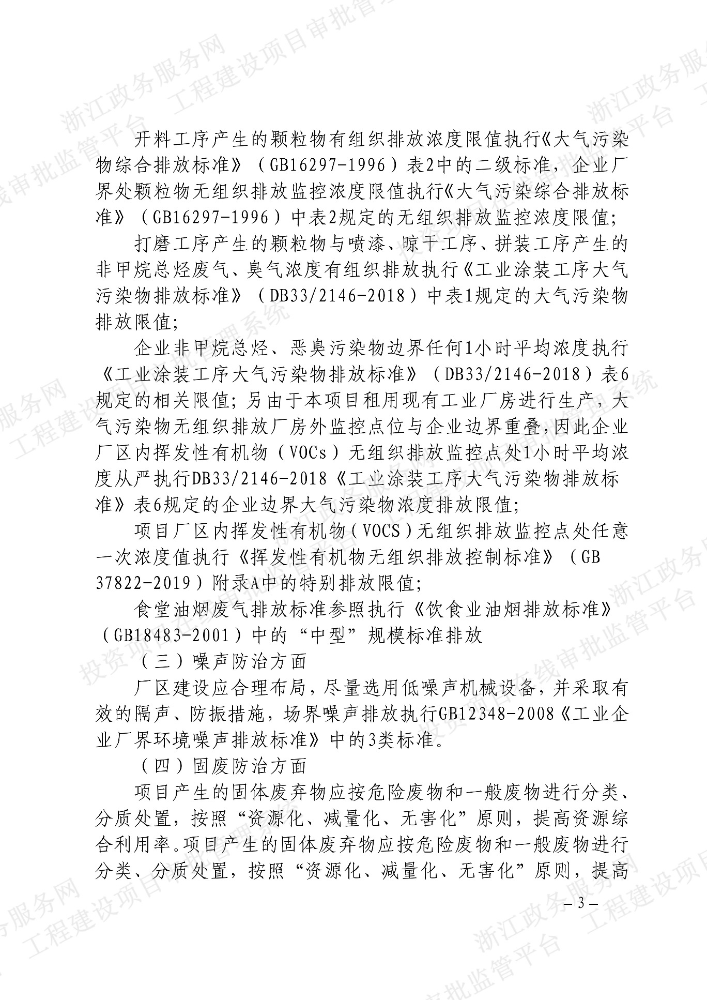 开料工序产生的颗粒物有组织排放浓度限值执行《大气污染
物综合排放标准》（GB16297-1996）表2中的二级标准，企业厂
界处颗粒物无组织排放监控浓度限值执行《大气污染综合排放标
准》（GB16297-1996）中表2规定的无组织排放监控浓度限值；
打磨工序产生的颗粒物与喷漆、晾干工序、拼装工序产生的
非甲烷总烃废气、臭气浓度有组织排放执行《工业涂装工序大气
污染物排放标准》（DB33/2146-2018）中表1规定的大气污染物
排放限值；
企业非甲烷总烃、恶臭污染物边界任何1小时平均浓度执行
《工业涂装工序大气污染物排放标准》（DB33/2146-2018）表6
规定的相关限值；另由于本项目租用现有工业厂房进行生产，大
气污染物无组织排放厂房外监控点位与企业边界重叠，因此企业
厂区内挥发性有机物（VOCs）无组织排放监控点处1小时平均浓
度从严执行DB33/2146-2018《工业涂装工序大气污染物排放标
准》表6规定的企业边界大气污染物浓度排放限值；
项目厂区内挥发性有机物（VOCS）无组织排放监控点处任意
一次浓度值执行《挥发性有机物无组织排放控制标准》（GB
37822-2019）附录A中的特别排放限值；
食堂油烟废气排放标准参照执行《饮食业油烟排放标准》
（GB18483-2001）中的“中型”规模标准排放
（三）噪声防治方面
厂区建设应合理布局，尽量选用低噪声机械设备，并采取有
效的隔声、防振措施，场界噪声排放执行GB12348-2008《工业企
业厂界环境噪声排放标准》中的3类标准。
（四）固废防治方面
项目产生的固体废弃物应按危险废物和一般废物进行分类、
分质处置，按照“资源化、减量化、无害化”原则，提高资源综
合利用率。项目产生的固体废弃物应按危险废物和一般废物进行
分类、分质处置，按照“资源化、减量化、无害化”原则，提高
-3-
浙江政务服务网
工程建设项目审批管理系统
投资项目在线审批监管平台